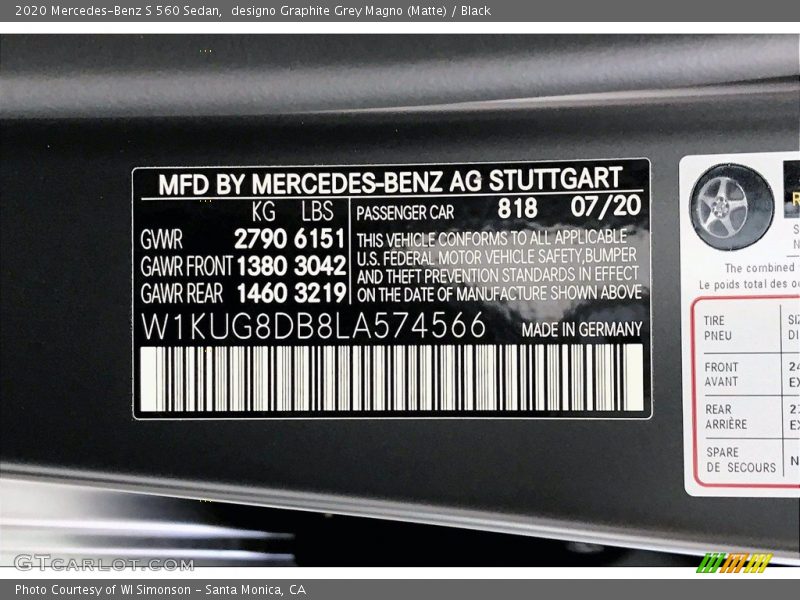 2020 Mercedes-Benz S 560 Sedan,  designo Graphite Grey Magno (Matte) / Black
MFD BY MERCEDES-BENZ AG STUTTGART
KG LBS
GVWR 2790 6151
GAWR FRONT 1380 3042
GAWR REAR 1460 3219
PASSENGER CAR 818 07/20
THIS VEHICLE CONFORMS TO ALL APPLICABLE
U.S. FEDERAL MOTOR VEHICLE SAFETY,BUMPER
AND THEFT PREVENTION STANDARDS IN EFFECT
ON THE DATE OF MANUFACTURE SHOWN ABOVE
W1KUG8DB8LA574566 MADE IN GERMANY
The combined
Le poids total des
TIRE
PNEU
FRONT
AVANT
REAR
ARRIÈRE
SPARE
DE SECOURS
GTcarlot.com
Photo Courtesy of WI Simonson - Santa Monica, CA